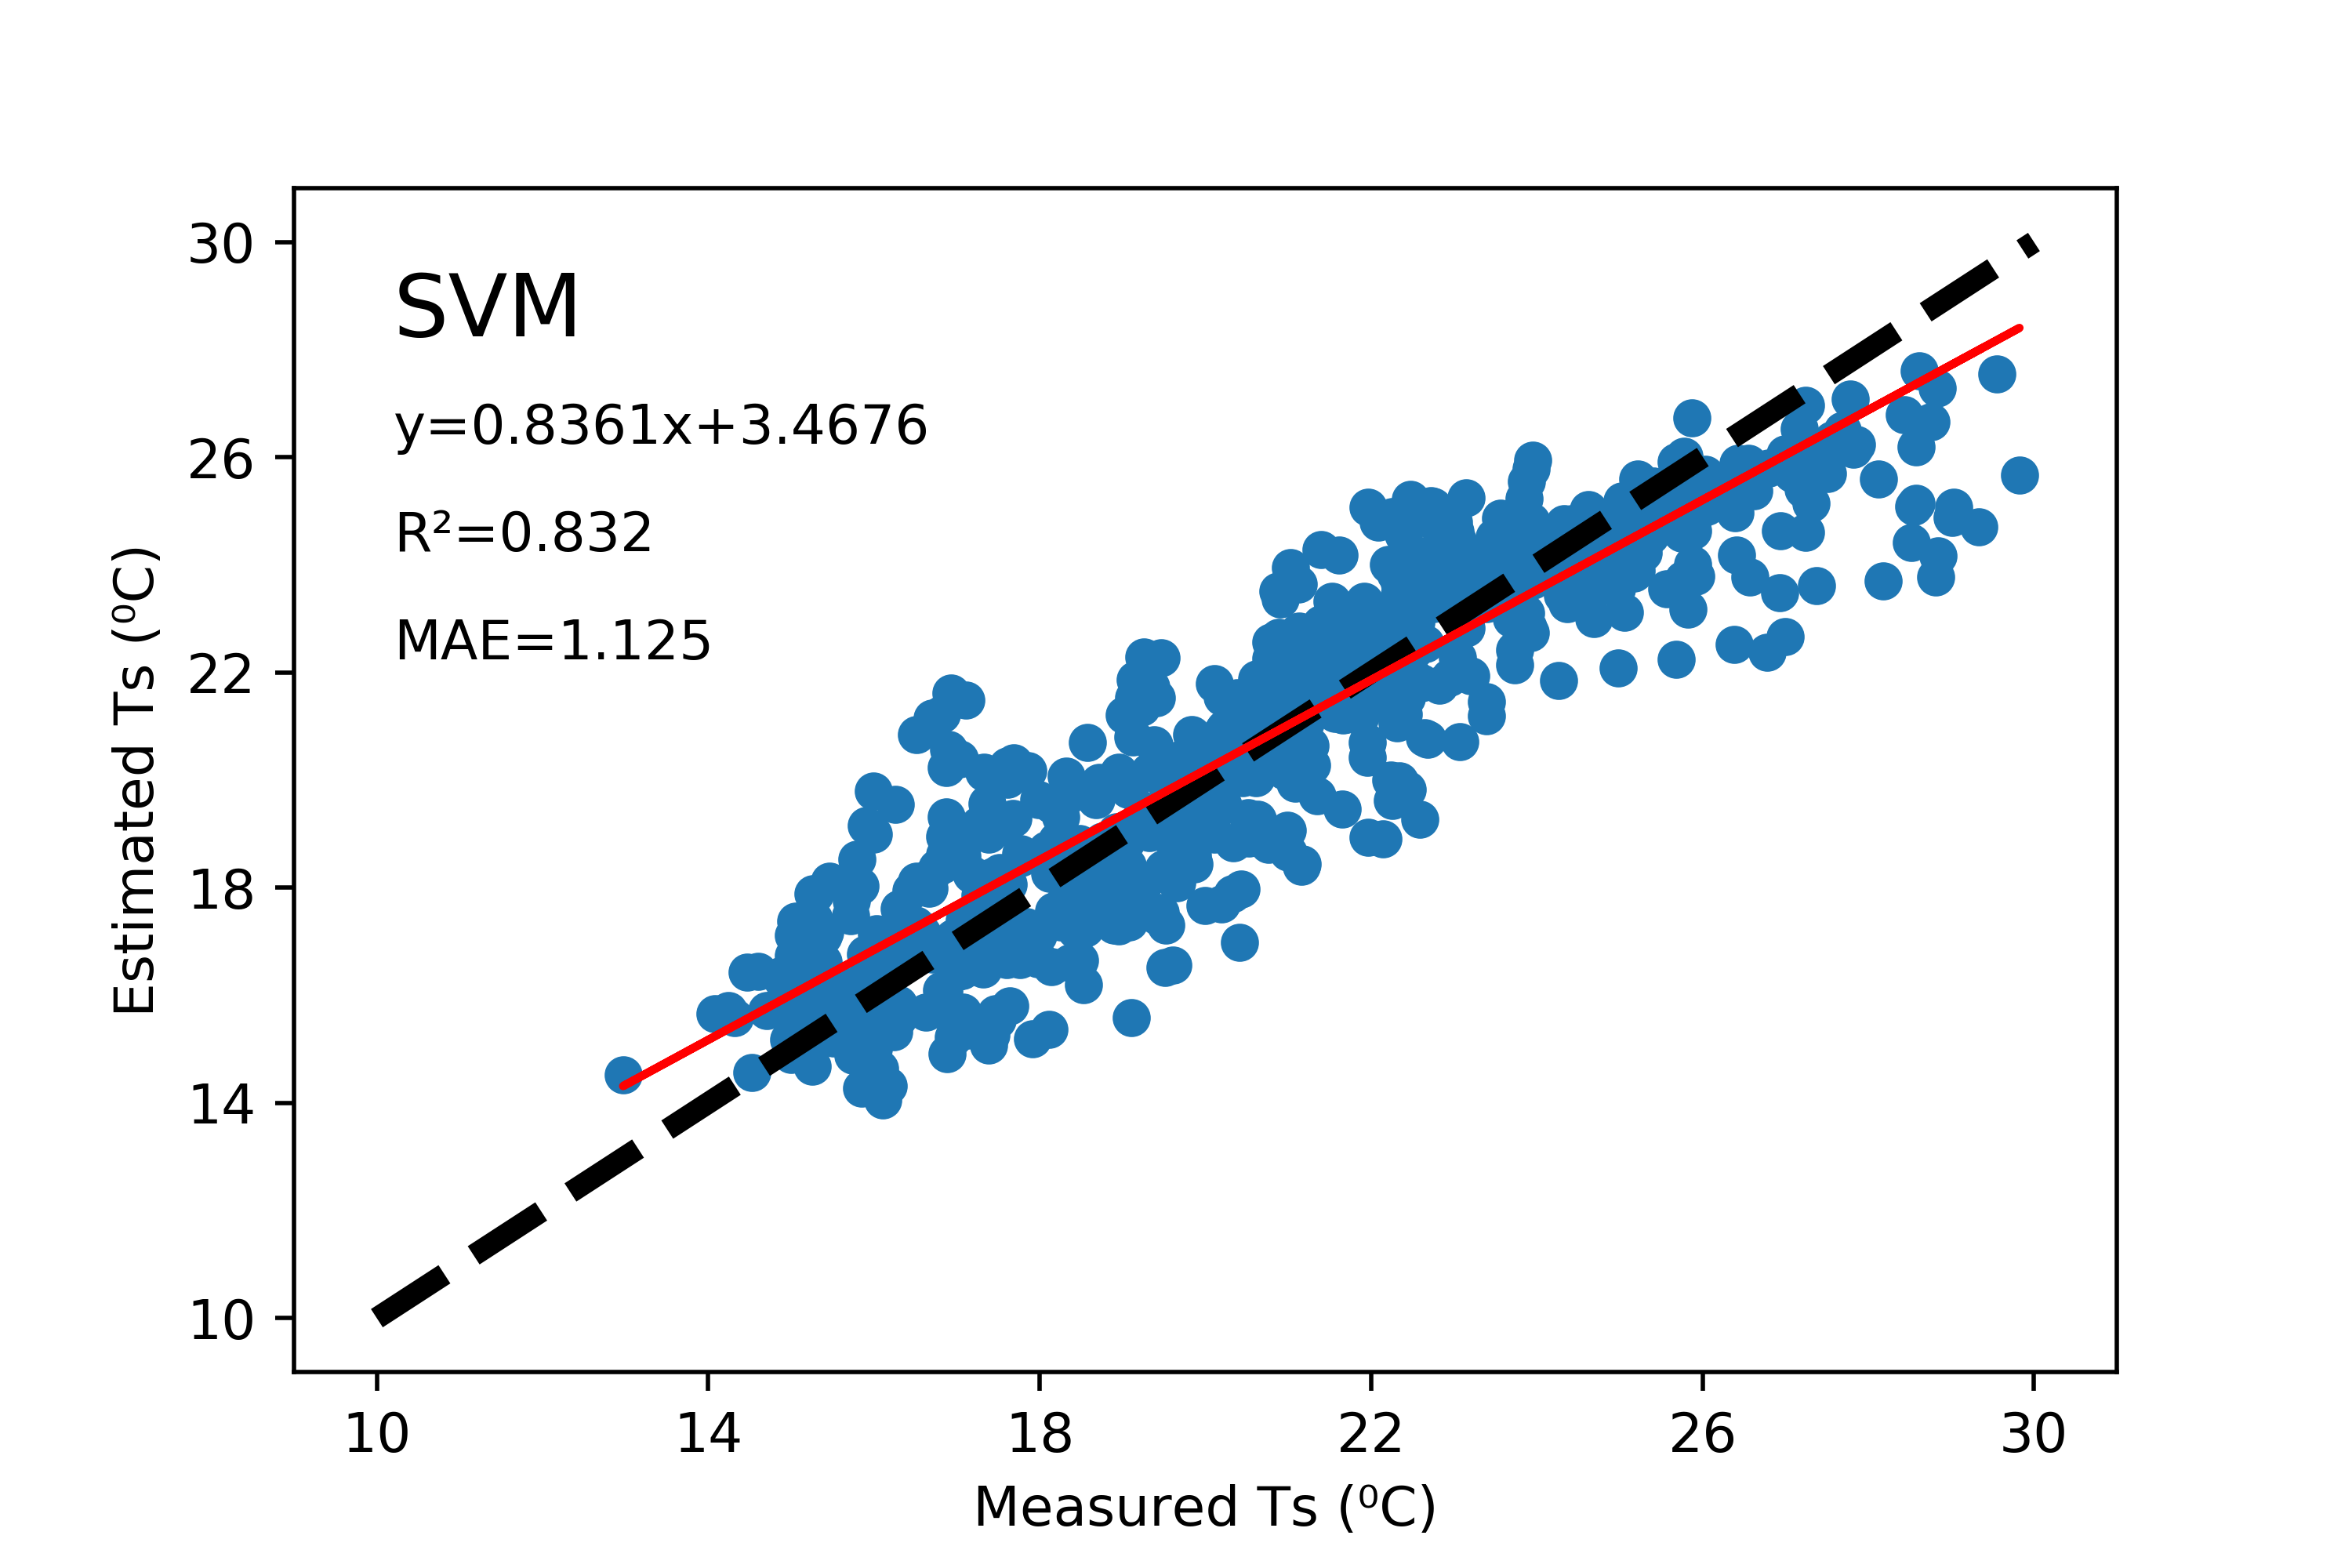 SVM
y=0.8361x+3.4676
R²=0.832
MAE=1.125
30
26
22
18
14
10
Estimated Ts (⁰C)
10 14 18 22 26 30
Measured Ts (⁰C)